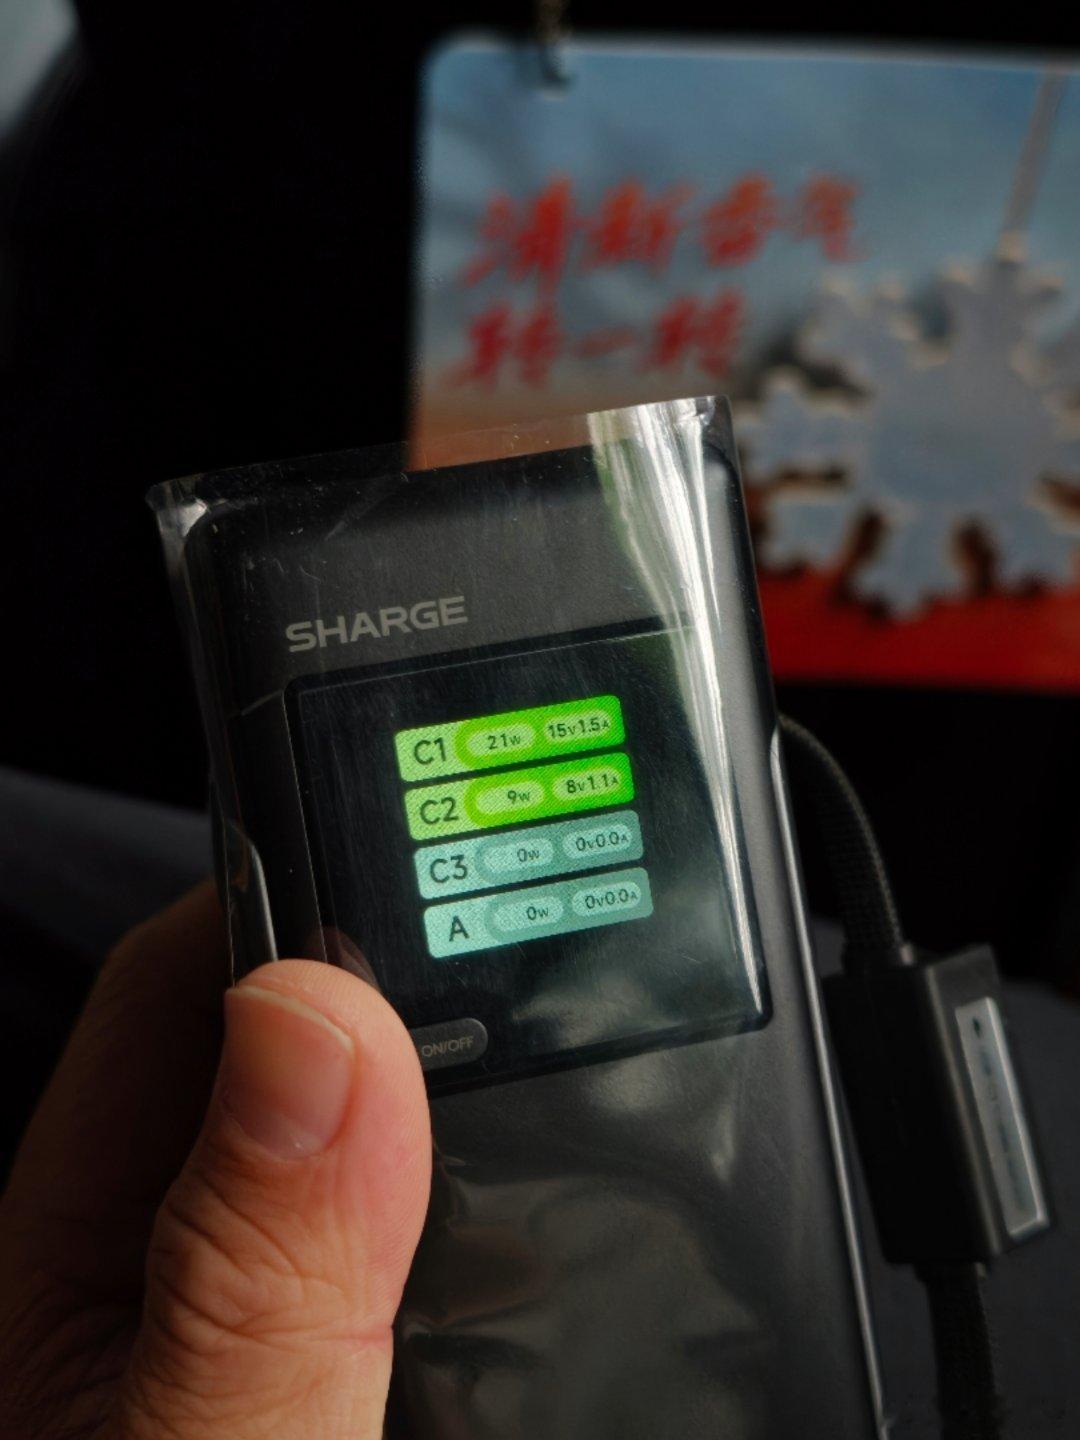 清新香气
转一转
SHARGE
C1 21W 15V1.5A
C2 9W 8V1.1A
C3 0W 0V0.0A
A 0W 0V0.0A
ON/OFF